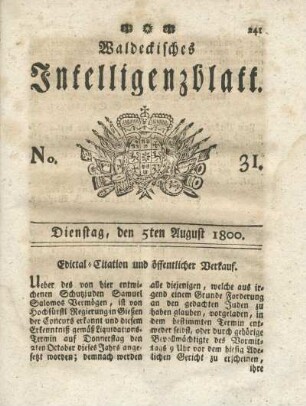 241
Waldeckisches
Intelligenzblatt.
No. 31.
Dienstag, den 5ten August 1800.
Edictal-Citation und öffentlicher Verkauf.
Ueber des von hier entwi-
chenen Schutzjuden Samuel
Salomos Vermögen, ist von
Hochfürstl Regierung in Gießen
der Concurs erkannt und diesem
Erkenntniß gemäß Liquidations-
Termin auf Donnerstag den
2ten October dieses Jahrs ange-
setzt worden; demnach werden
alle diejenigen, welche aus ir-
gend einem Grunde Forderung
an den gedachten Juden zu
haben glauben, vorgeladen, in
dem bestimmten Termin ent-
weder selbst, oder durch gehörige
Bevollmächtigte des Vormit-
tags 9 Uhr vor dem hiesig Ade-
lichen Gericht zu erscheinen,
ihre